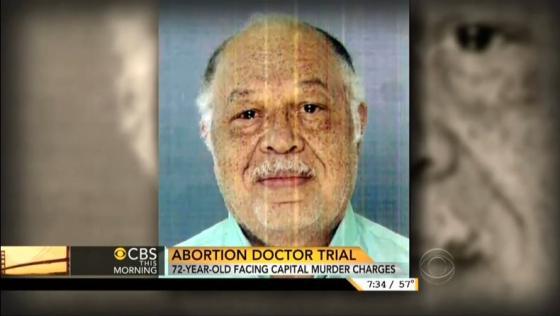 CBS
THIS
MORNING
ABORTION DOCTOR TRIAL
72-YEAR-OLD FACING CAPITAL MURDER CHARGES
7:34 / 57°